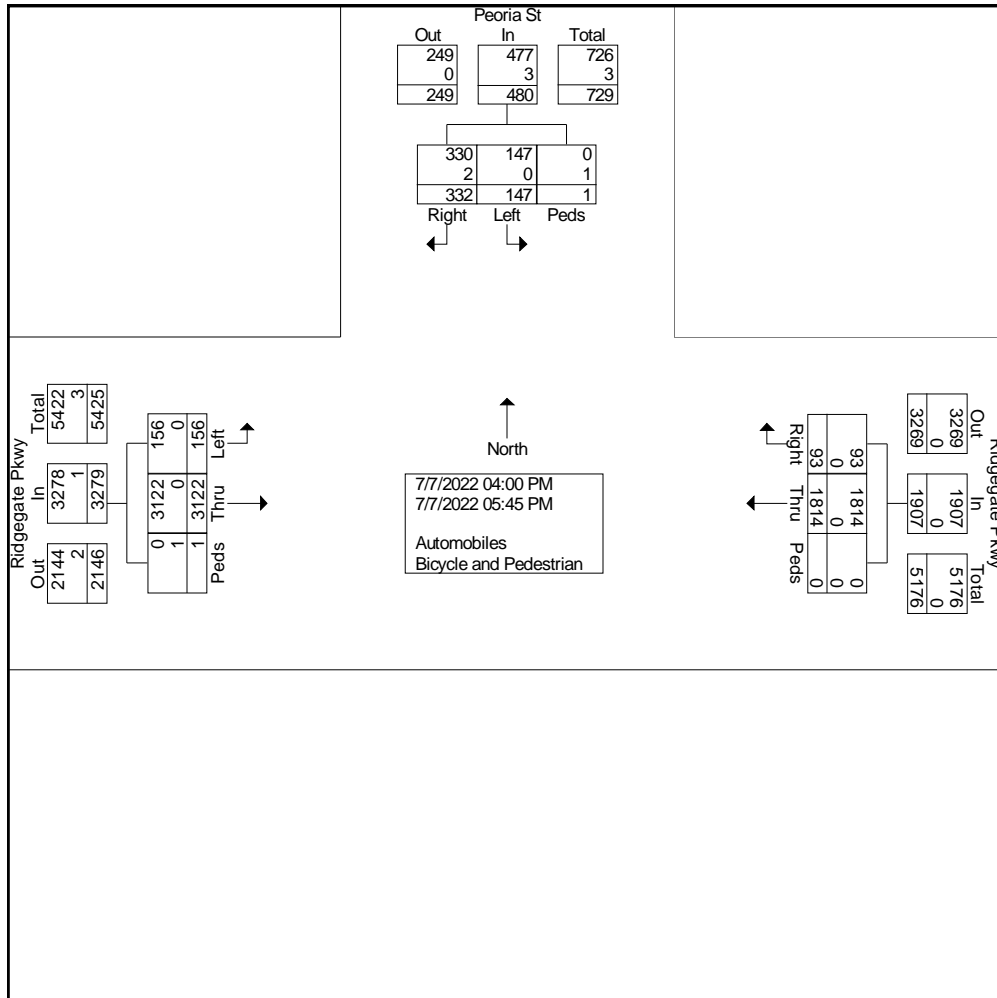 Peoria St
Out In Total
249 477 726
0 3 3
249 480 729
330 147 0
2 0 1
332 147 1
Right Left Peds
Ridgegate Pkwy
Total In Out
5422 3278 2144
3 1 2
5425 3279 2146
156 3122 0
0 0 1
156 3122 1
Left Thru Peds
North
7/7/2022 04:00 PM
7/7/2022 05:45 PM
Automobiles
Bicycle and Pedestrian
Ridgegate Pkwy
Out In Total
3269 1907 5176
0 0 0
3269 1907 5176
93 1814 0
0 0 0
93 1814 0
Right Thru Peds